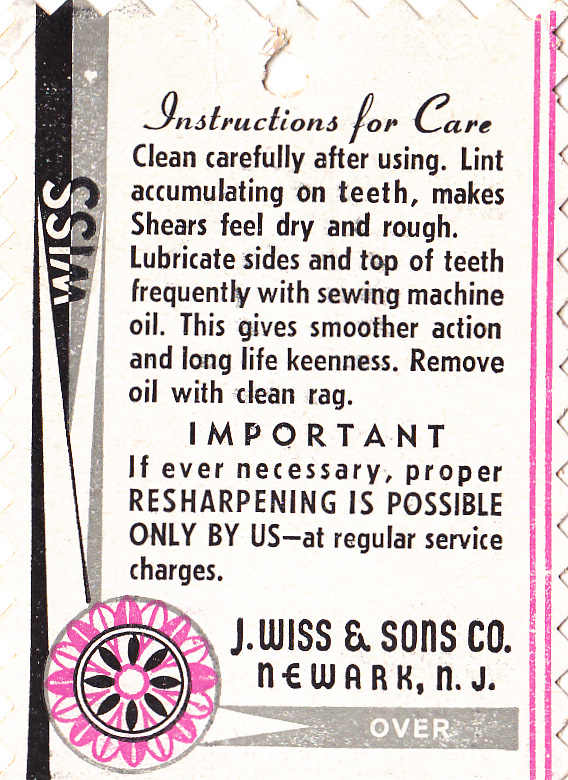 WISS
Instructions for Care
Clean carefully after using. Lint
accumulating on teeth, makes
Shears feel dry and rough.
Lubricate sides and top of teeth
frequently with sewing machine
oil. This gives smoother action
and long life keenness. Remove
oil with clean rag.
IMPORTANT
If ever necessary, proper
RESHARPENING IS POSSIBLE
ONLY BY US—at regular service
charges.
J. WISS & SONS CO.
NEWARK, N. J.
OVER